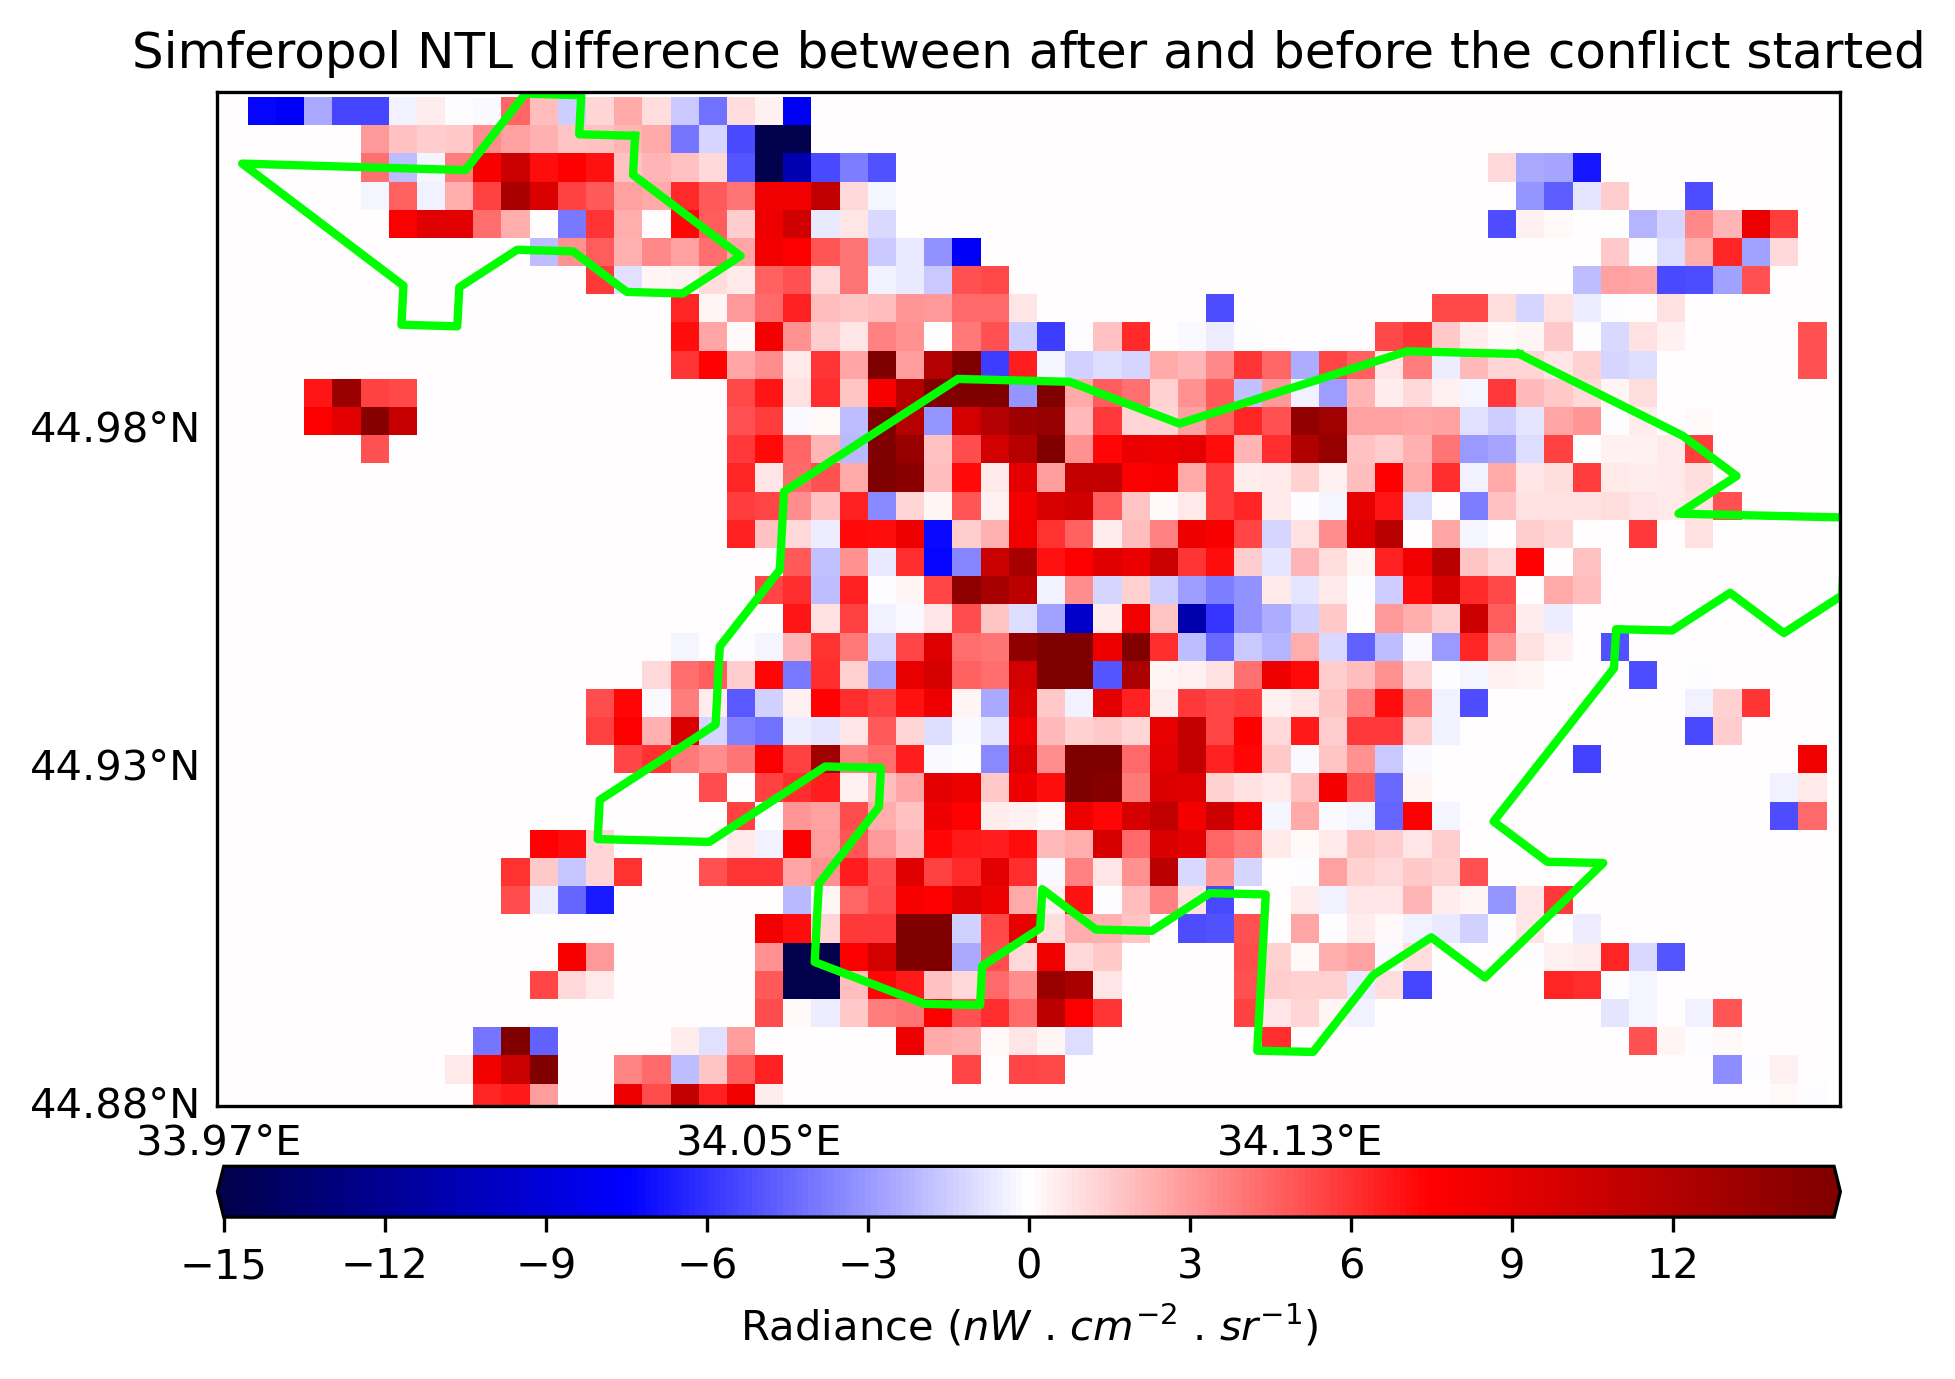 Simferopol NTL difference between after and before the conflict started
44.98°N
44.93°N
44.88°N
33.97°E 34.05°E 34.13°E
−15 −12 −9 −6 −3 0 3 6 9 12
Radiance (nW . cm⁻² . sr⁻¹)